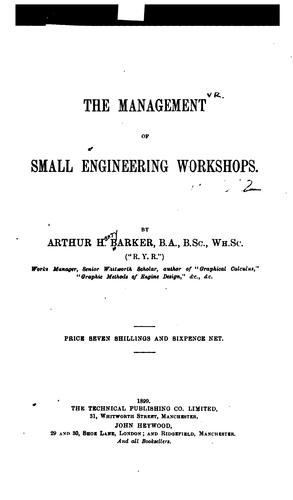 THE MANAGEMENT
OF
SMALL ENGINEERING WORKSHOPS.
2
BY
ARTHUR H. BARKER, B.A., B.SC., WH.SC.
("R. Y. R.")
Works Manager, Senior Whitworth Scholar, author of "Graphical Calculus,"
"Graphic Methods of Engine Design," &c., &c.
PRICE SEVEN SHILLINGS AND SIXPENCE NET.
1899.
THE TECHNICAL PUBLISHING CO. LIMITED,
31, WHITWORTH STREET, MANCHESTER.
JOHN HEYWOOD,
29 AND 30, SHOE LANE, LONDON; AND RIDGEFIELD, MANCHESTER.
And all Booksellers.